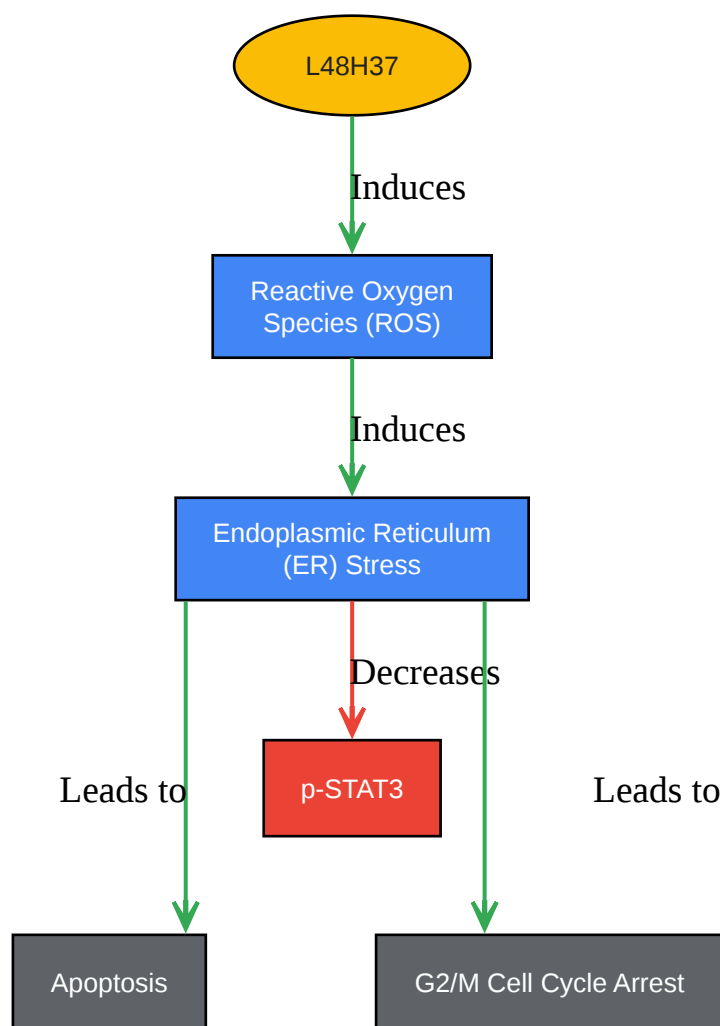 L48H37
Induces
Reactive Oxygen
Species (ROS)
Induces
Endoplasmic Reticulum
(ER) Stress
Decreases
p-STAT3
Leads to
Leads to
Apoptosis
G2/M Cell Cycle Arrest